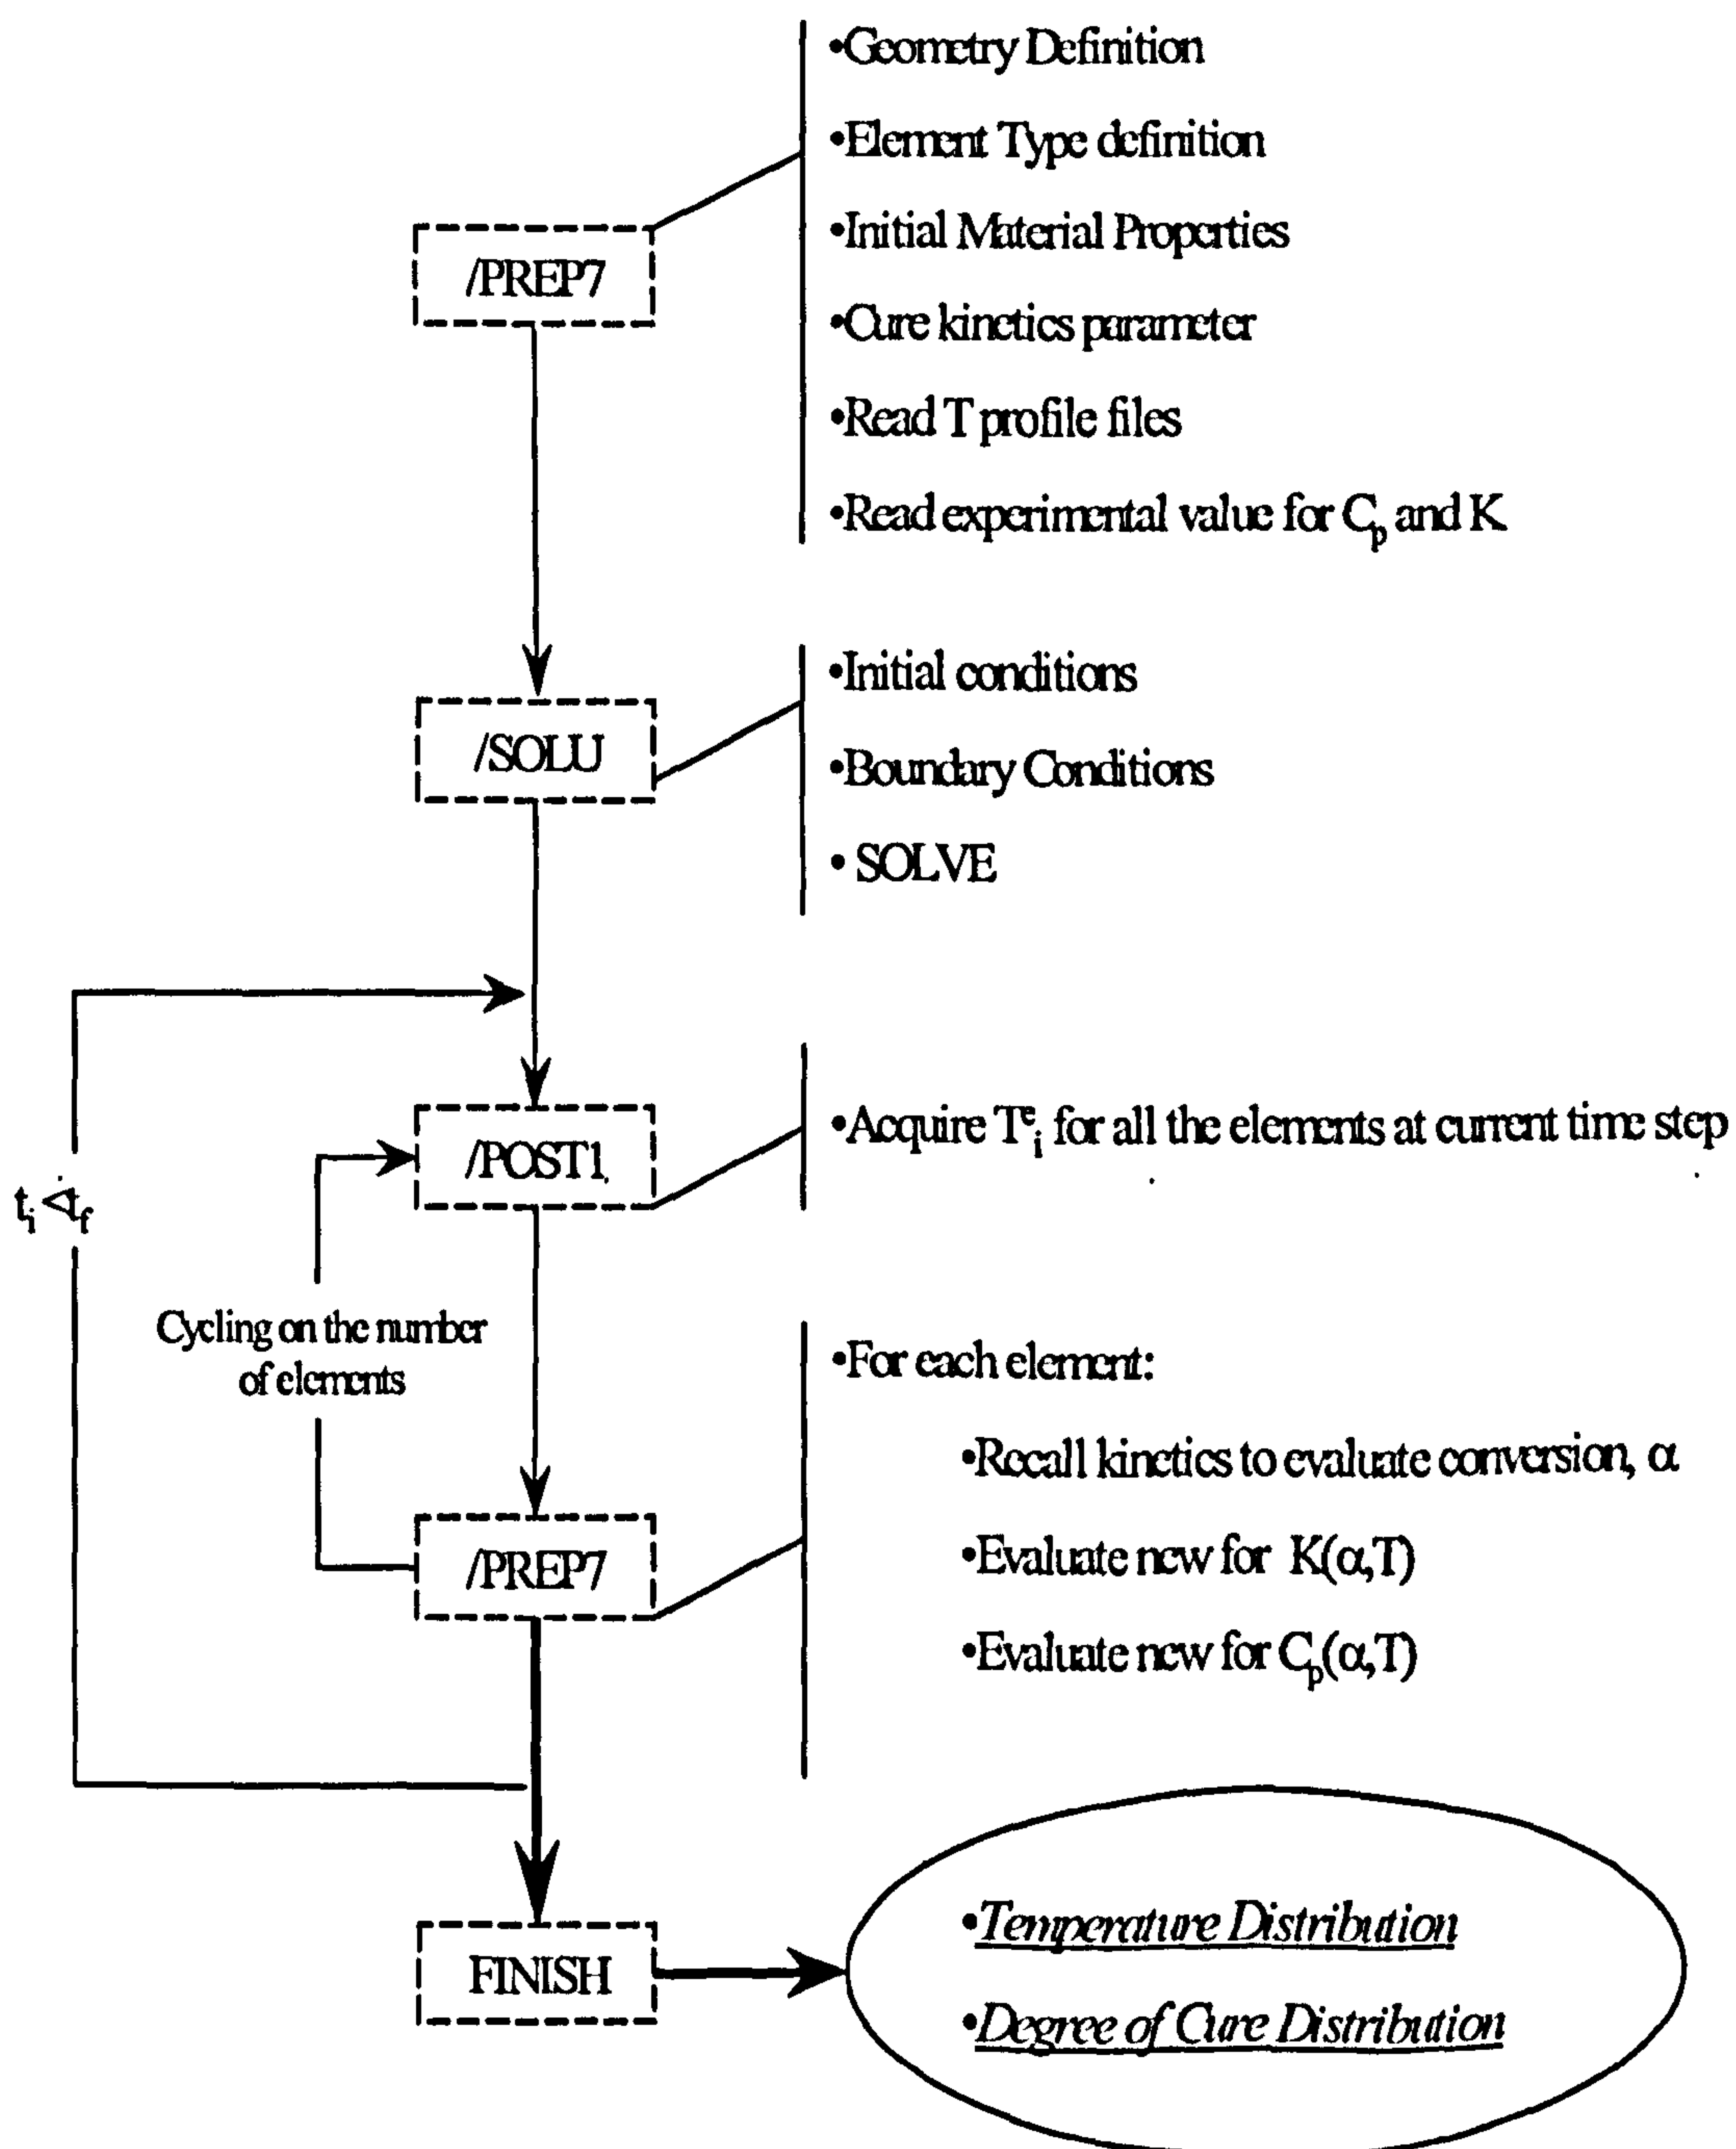 •Geometry Definition
•Element Type definition
•Initial Material Properties
/PREP7
•Cure kinetics parameter
•Read T profile files
•Read experimental value for Cp and K
•Initial conditions
/SOLU
•Boundary Conditions
• SOLVE
•Acquire Tᵉᵢ for all the elements at current time step
/POST1
tᵢ <t_f
Cycling on the number
of elements
•For each element:
•Recall kinetics to evaluate conversion, α
•Evaluate new for K(α,T)
/PREP7
•Evaluate new for Cp(α,T)
•Temperature Distribution
FINISH
•Degree of Cure Distribution